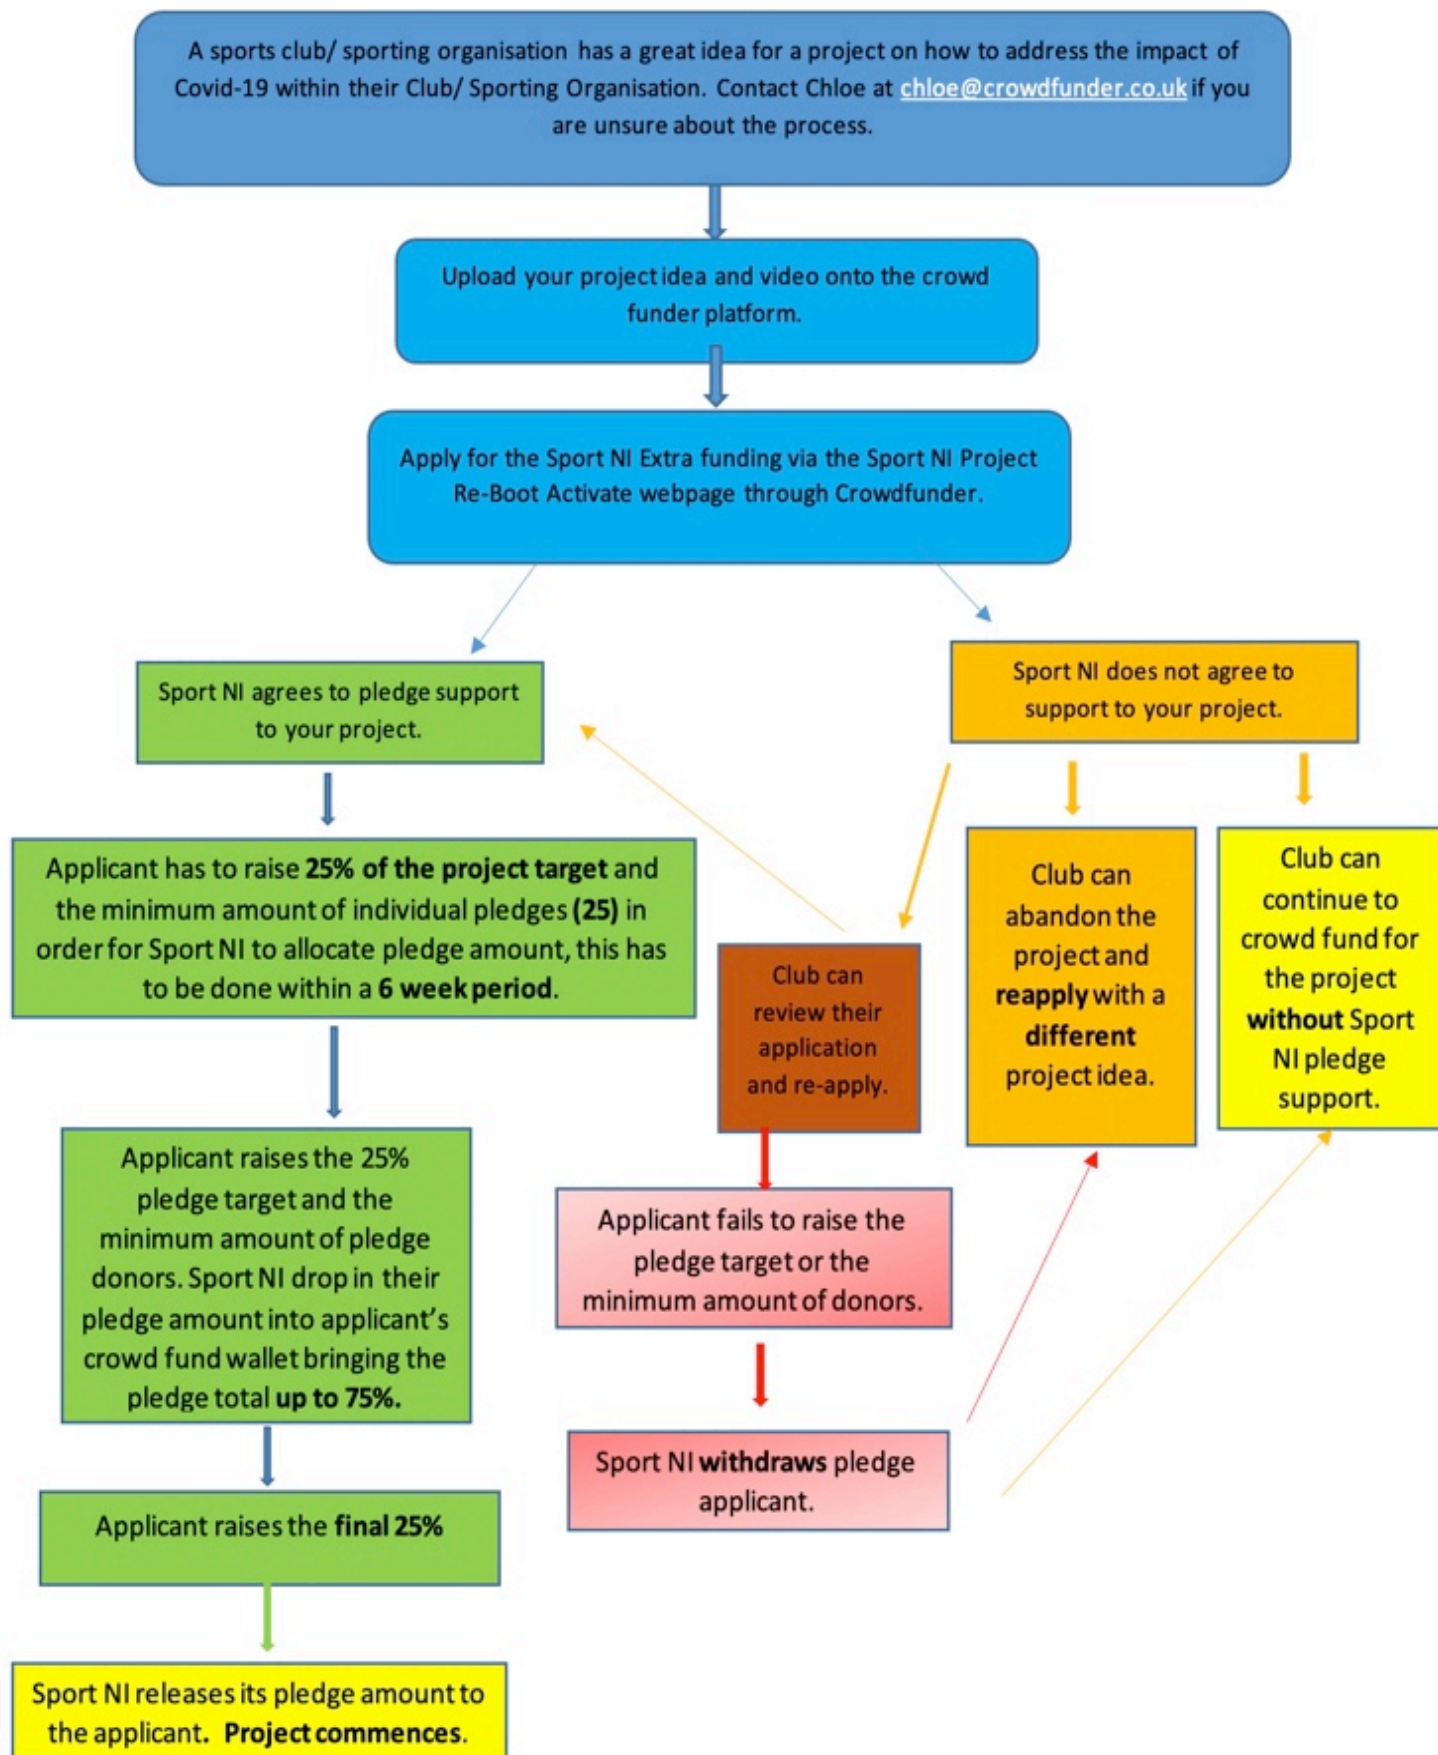 A sports club/ sporting organisation has a great idea for a project on how to address the impact of
Covid-19 within their Club/ Sporting Organisation. Contact Chloe at chloe@crowdfunder.co.uk if you
are unsure about the process.
Upload your project idea and video onto the crowd
funder platform.
Apply for the Sport NI Extra funding via the Sport NI Project
Re-Boot Activate webpage through Crowdfunder.
Sport NI agrees to pledge support
to your project.
Sport NI does not agree to
support to your project.
Applicant has to raise 25% of the project target and
the minimum amount of individual pledges (25) in
order for Sport NI to allocate pledge amount, this has
to be done within a 6 week period.
Club can
review their
application
and re-apply.
Club can
abandon the
project and
reapply with a
different
project idea.
Club can
continue to
crowd fund for
the project
without Sport
NI pledge
support.
Applicant raises the 25%
pledge target and the
minimum amount of pledge
donors. Sport NI drop in their
pledge amount into applicant's
crowd fund wallet bringing the
pledge total up to 75%.
Applicant fails to raise the
pledge target or the
minimum amount of donors.
Sport NI withdraws pledge
applicant.
Applicant raises the final 25%
Sport NI releases its pledge amount to
the applicant. Project commences.